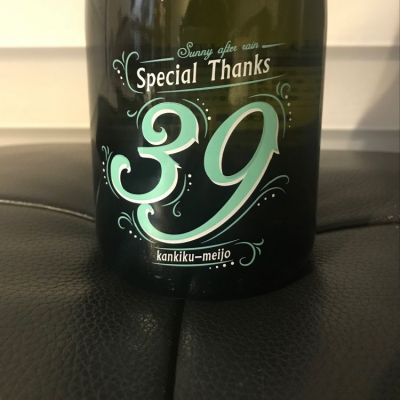 Sunny after rain
Special Thanks
39
kankiku-meijo